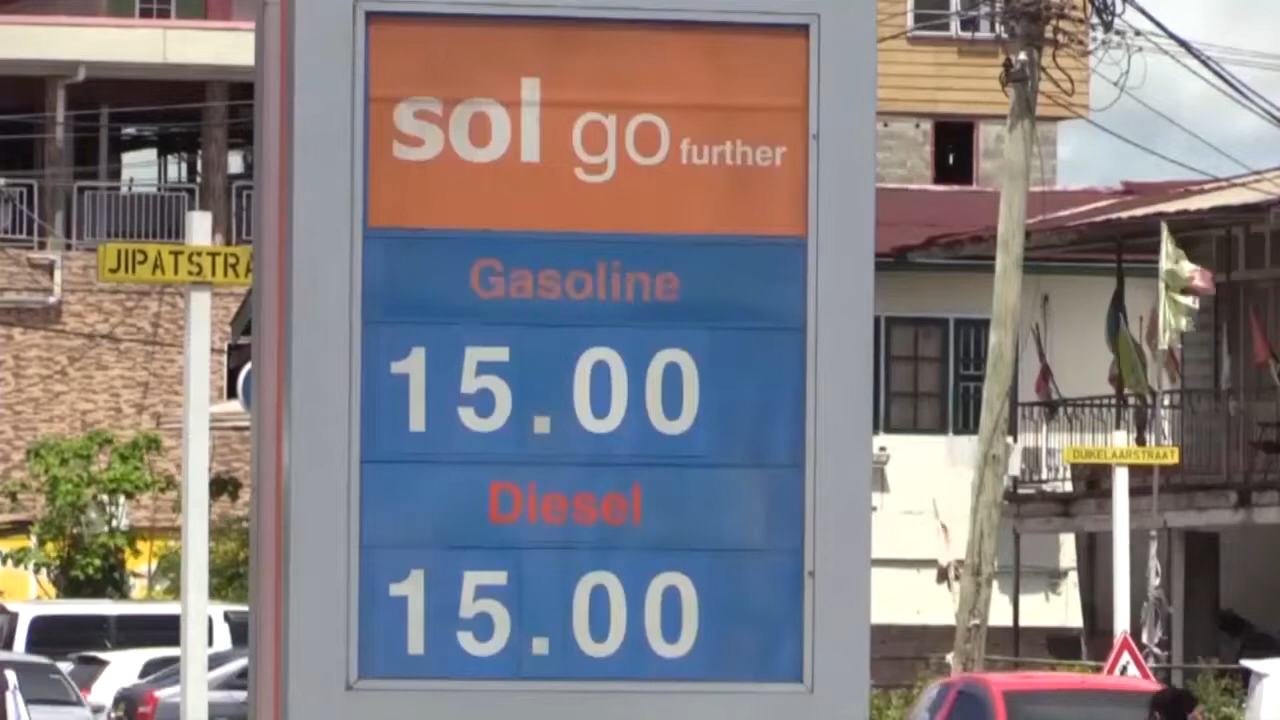 sol go further
JIPATSTRA
Gasoline
15.00
DUIKELAARSTRAAT
Diesel
15.00